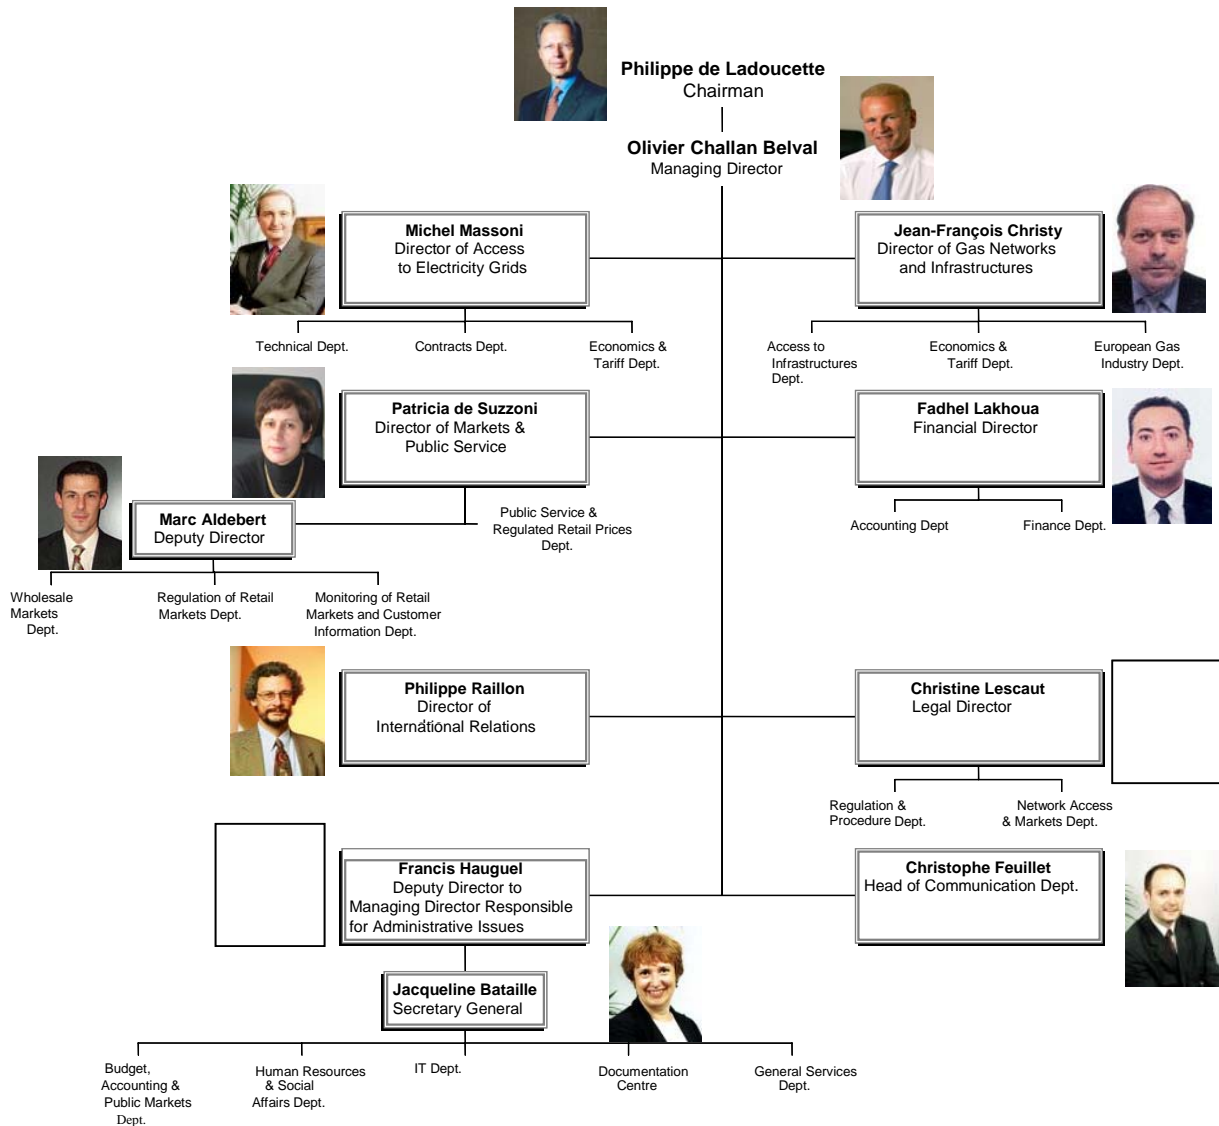 Philippe de Ladoucette
Chairman
Olivier Challan Belval
Managing Director
Michel Massoni
Director of Access
to Electricity Grids
Jean-François Christy
Director of Gas Networks
and Infrastructures
Technical Dept.
Contracts Dept.
Economics &
Tariff Dept.
Access to
Infrastructures
Dept.
Economics &
Tariff Dept.
European Gas
Industry Dept.
Patricia de Suzzoni
Director of Markets &
Public Service
Fadhel Lakhoua
Financial Director
Marc Aldebert
Deputy Director
Public Service &
Regulated Retail Prices
Dept.
Accounting Dept
Finance Dept.
Wholesale
Markets
Dept.
Regulation of Retail
Markets Dept.
Monitoring of Retail
Markets and Customer
Information Dept.
Philippe Raillon
Director of
International Relations
Christine Lescaut
Legal Director
Regulation &
Procedure Dept.
Network Access
& Markets Dept.
Francis Hauguel
Deputy Director to
Managing Director Responsible
for Administrative Issues
Christophe Feuillet
Head of Communication Dept.
Jacqueline Bataille
Secretary General
Budget,
Accounting &
Public Markets
Dept.
Human Resources
& Social
Affairs Dept.
IT Dept.
Documentation
Centre
General Services
Dept.